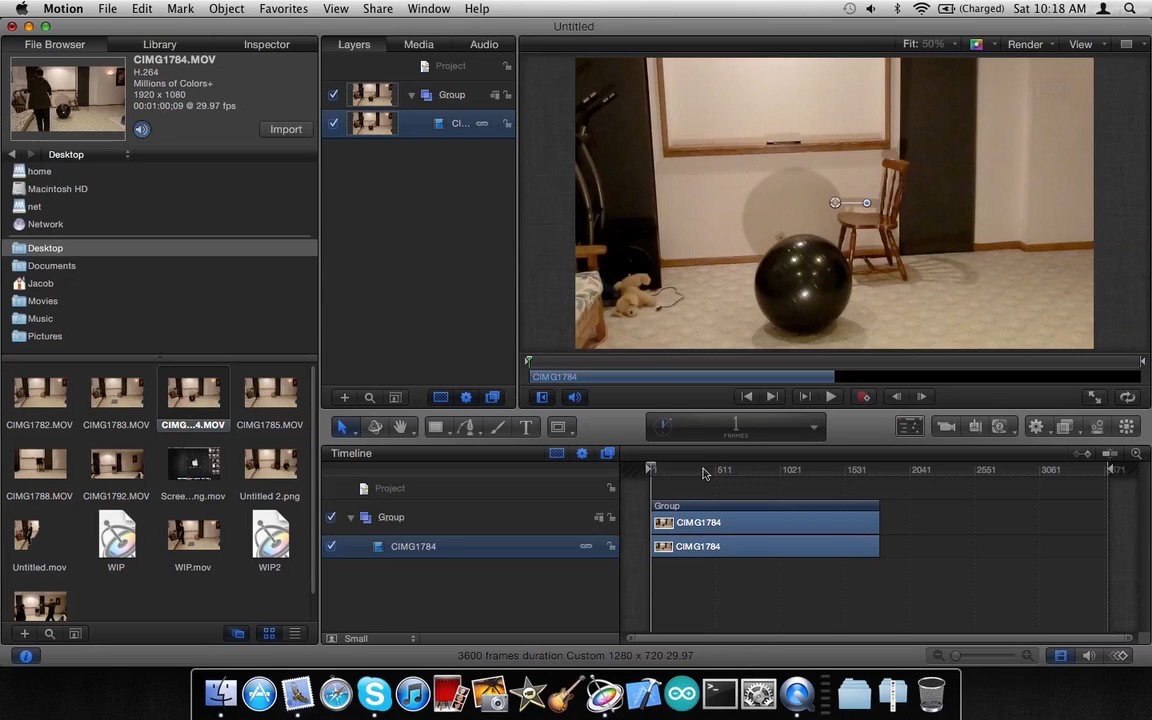 Motion File Edit Mark Object Favorites View Share Window Help (Charged) Sat 10:18 AM
Untitled
File Browser Library Inspector Layers Media Audio Fit: 50% Render View
CIMG1784.MOV
H.264
Millions of Colors+
1920 x 1080
00:01:00;09 @ 29.97 fps
Import
Project
Group
CI...
Desktop
home
Macintosh HD
net
Network
Desktop
Documents
Jacob
Movies
Music
Pictures
CIMG1784
CIMG1782.MOV CIMG1783.MOV CIMG...4.MOV CIMG1785.MOV
CIMG1788.MOV CIMG1792.MOV Scree...ng.mov Untitled 2.png
Untitled.mov WIP WIP.mov WIP2
T
1
FRAMES
Timeline
511 1021 1531 2041 2551 3061
Project
Group
CIMG1784
Group
CIMG1784
CIMG1784
Small
3600 frames duration Custom 1280 x 720 29.97